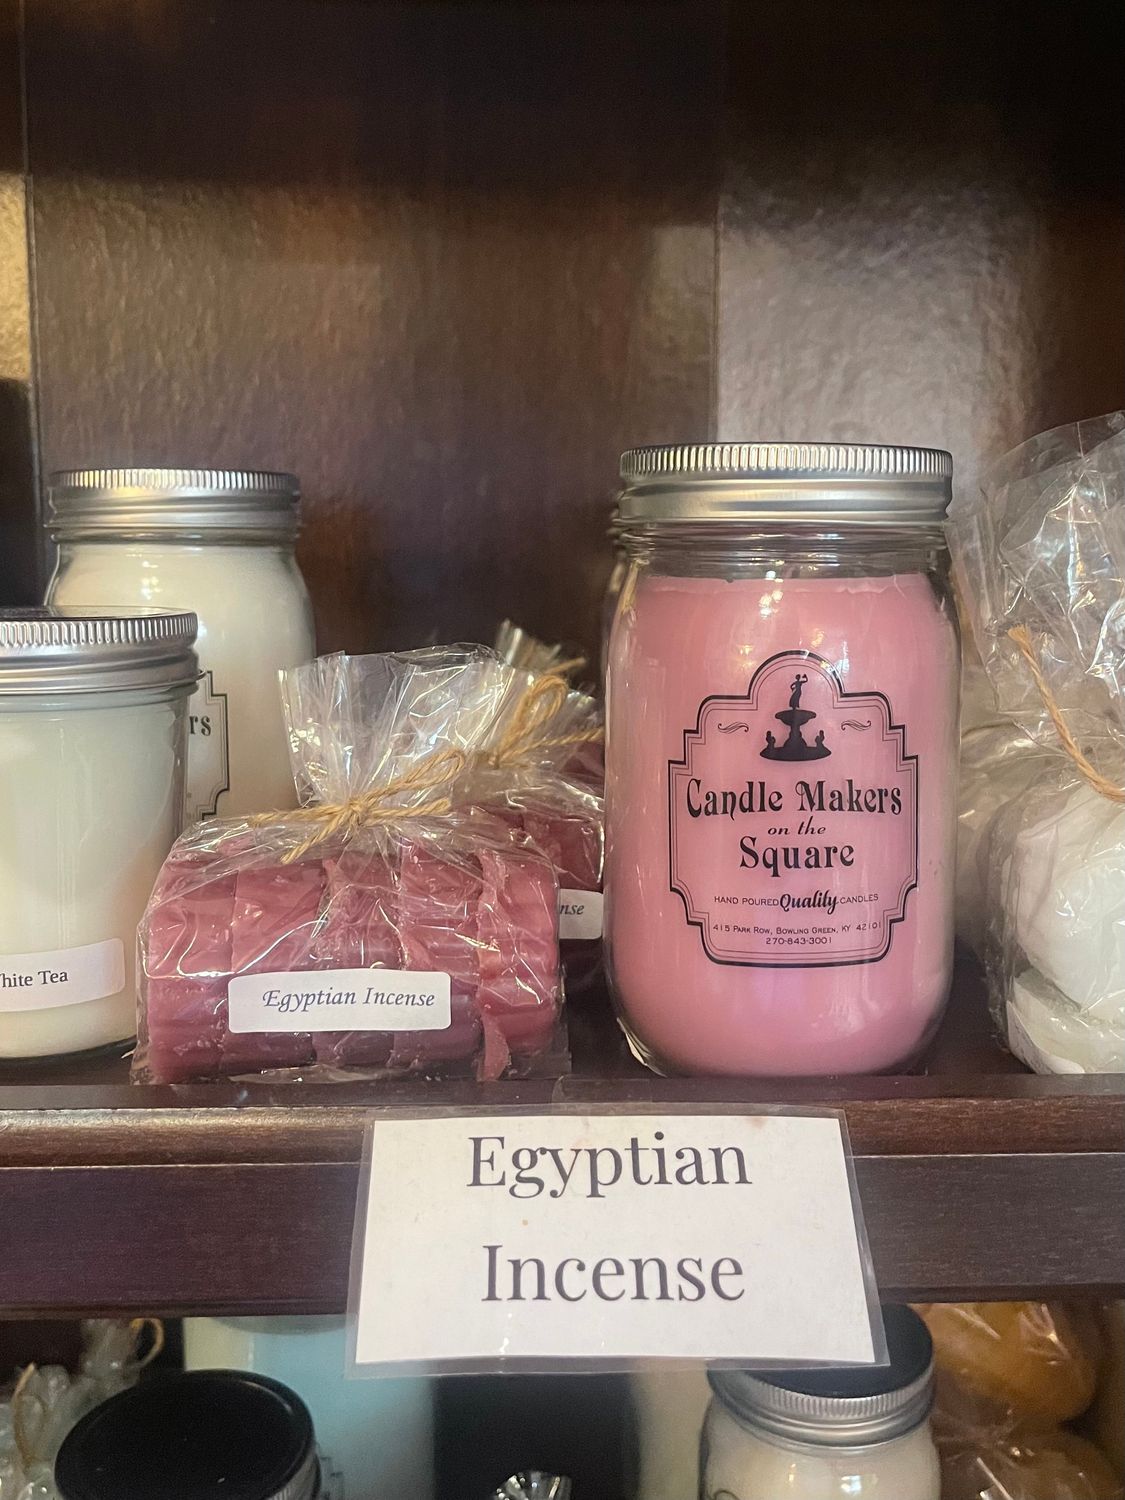 Candle Makers
on the
Square
HAND POURED Quality CANDLES
415 PARK ROW, BOWLING GREEN, KY 42101
270-843-3001
Egyptian Incense
White Tea
Egyptian
Incense